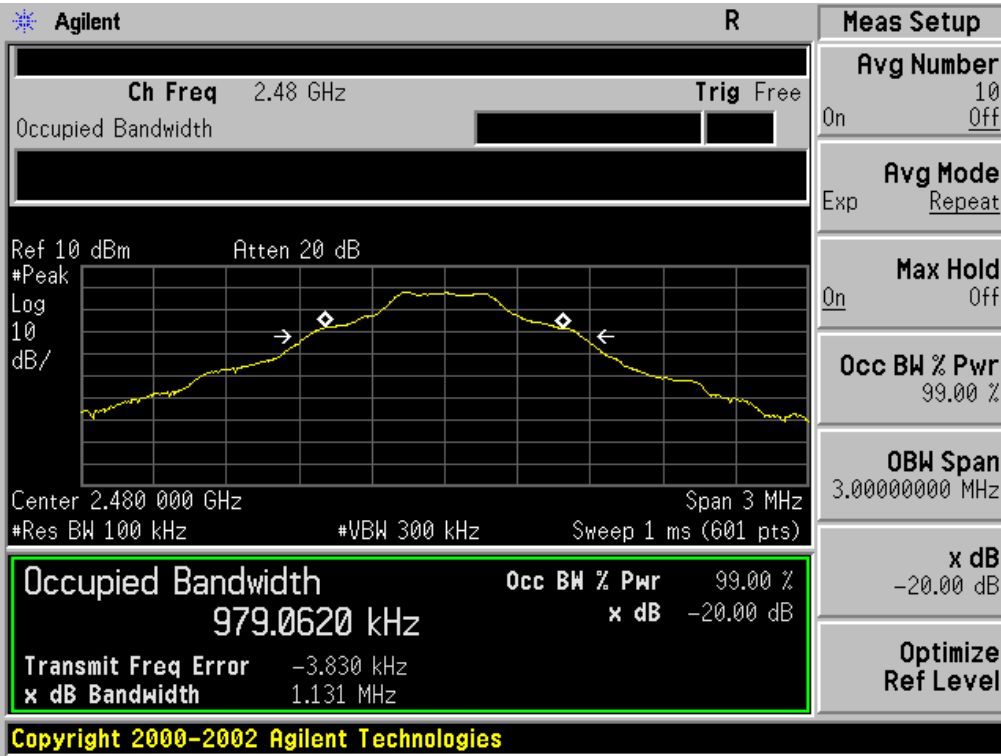 Agilent R Meas Setup
Ch Freq 2.48 GHz Trig Free
Occupied Bandwidth
Ref 10 dBm Atten 20 dB
#Peak
Log
10
dB/
Center 2.480 000 GHz Span 3 MHz
#Res BW 100 kHz #VBW 300 kHz Sweep 1 ms (601 pts)
Occupied Bandwidth Occ BW % Pwr 99.00 %
979.0620 kHz x dB -20.00 dB
Transmit Freq Error -3.830 kHz
x dB Bandwidth 1.131 MHz
Avg Number
10
On Off
Avg Mode
Exp Repeat
Max Hold
On Off
Occ BW % Pwr
99.00 %
OBW Span
3.00000000 MHz
x dB
-20.00 dB
Optimize
Ref Level
Copyright 2000-2002 Agilent Technologies